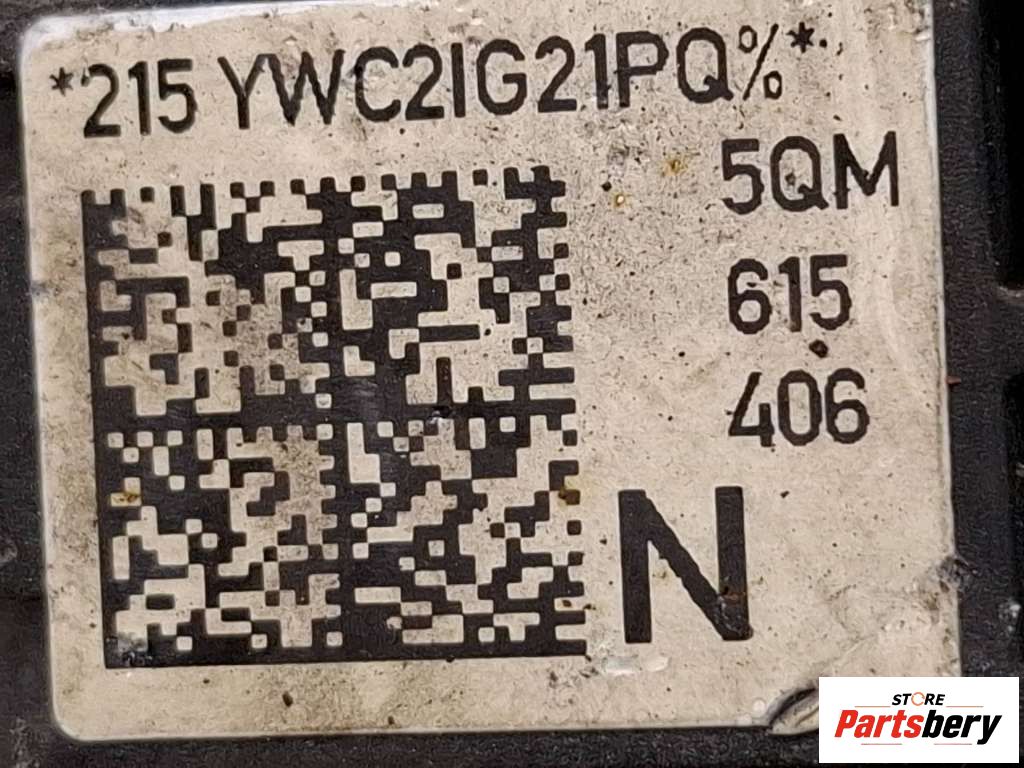 *215 YWC2IG21PQ%*
5QM
615
406
N
STORE
Partsbery